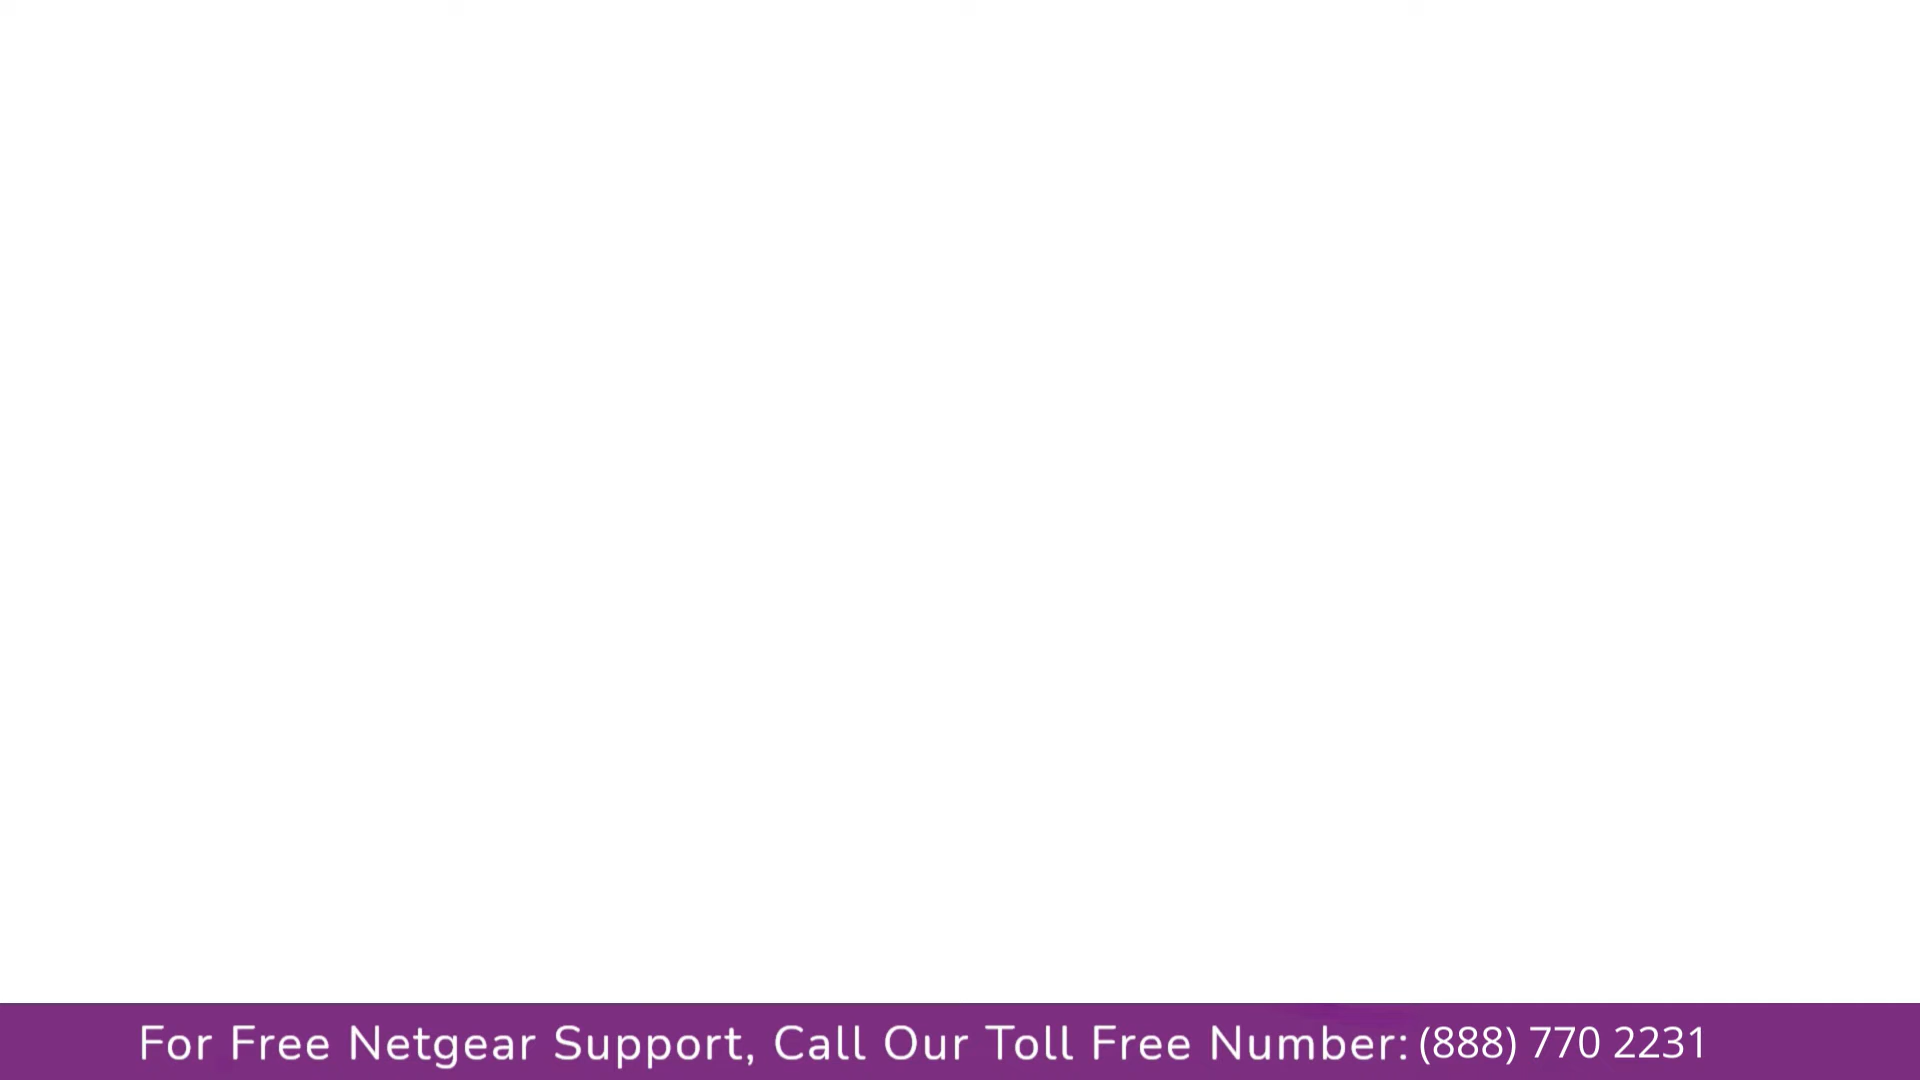 For Free Netgear Support, Call Our Toll Free Number: (888) 770 2231